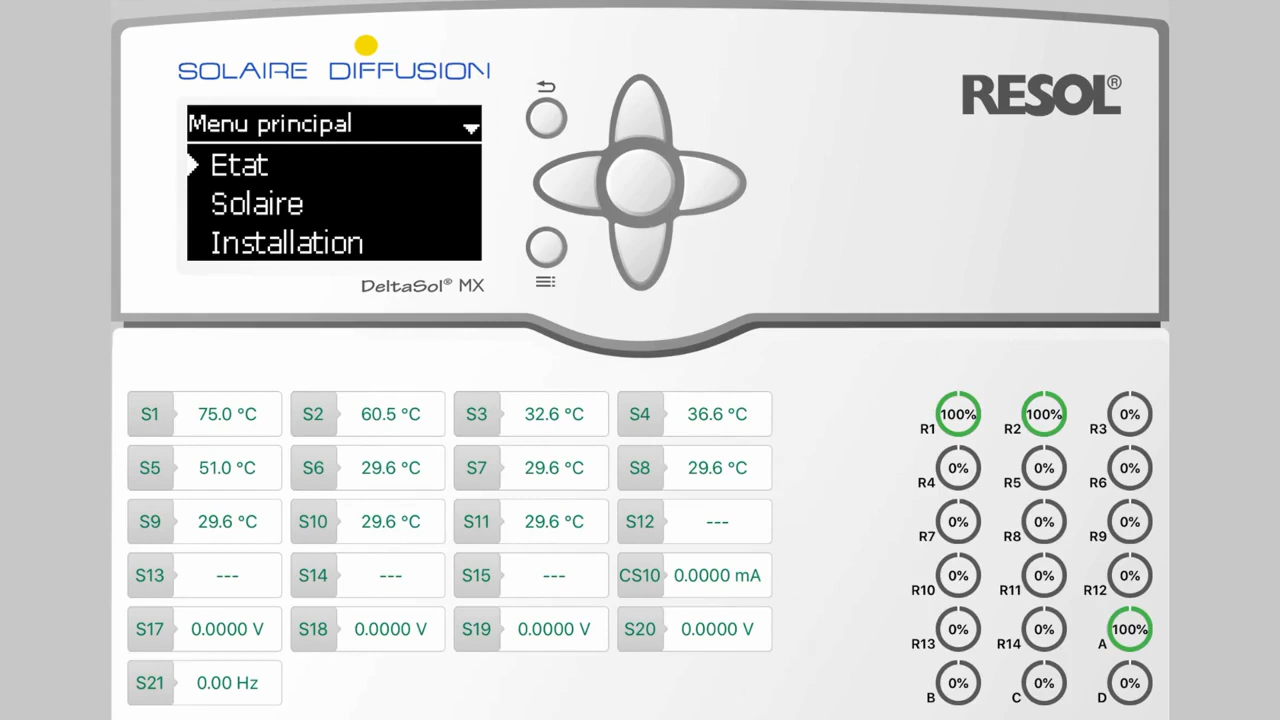 SOLAIRE DIFFUSION
RESOL®
Menu principal
Etat
Solaire
Installation
DeltaSol® MX
S1 75.0 °C S2 60.5 °C S3 32.6 °C S4 36.6 °C
R1 100% R2 100% R3 0%
S5 51.0 °C S6 29.6 °C S7 29.6 °C S8 29.6 °C
R4 0% R5 0% R6 0%
S9 29.6 °C S10 29.6 °C S11 29.6 °C S12 ---
R7 0% R8 0% R9 0%
S13 --- S14 --- S15 --- CS10 0.0000 mA
R10 0% R11 0% R12 0%
S17 0.0000 V S18 0.0000 V S19 0.0000 V S20 0.0000 V
R13 0% R14 0% A 100%
S21 0.00 Hz
B 0% C 0% D 0%